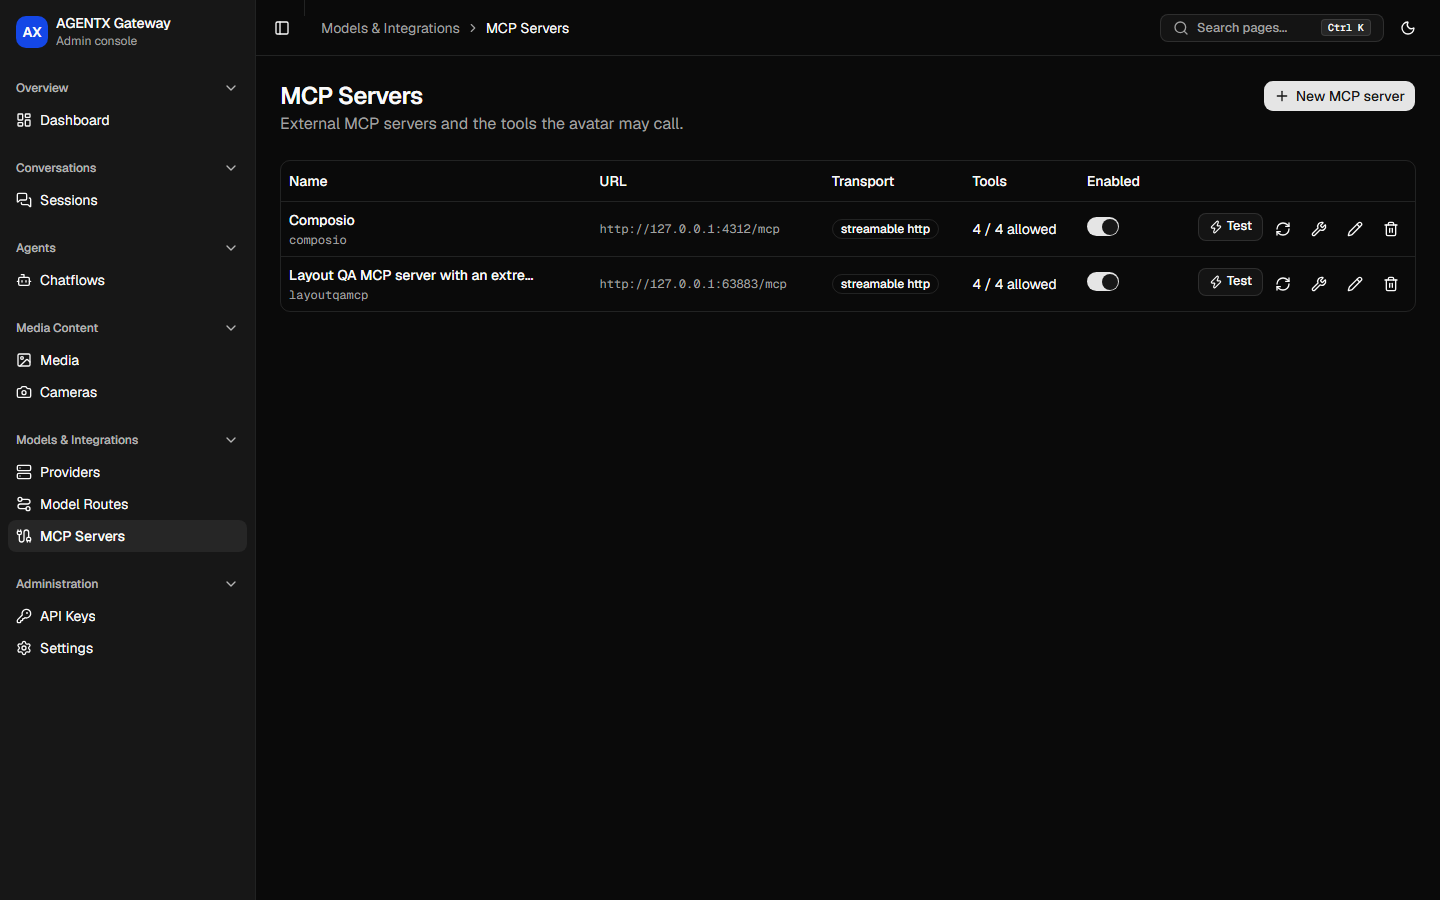 AX
AGENTX Gateway
Admin console
Overview
Dashboard
Conversations
Sessions
Agents
Chatflows
Media Content
Media
Cameras
Models & Integrations
Providers
Model Routes
MCP Servers
Administration
API Keys
Settings
Models & Integrations > MCP Servers
Search pages... Ctrl K
MCP Servers
External MCP servers and the tools the avatar may call.
New MCP server
Name URL Transport Tools Enabled
Composio
composio
http://127.0.0.1:4312/mcp streamable http 4 / 4 allowed Test
Layout QA MCP server with an extre...
layoutqamcp
http://127.0.0.1:63883/mcp streamable http 4 / 4 allowed Test